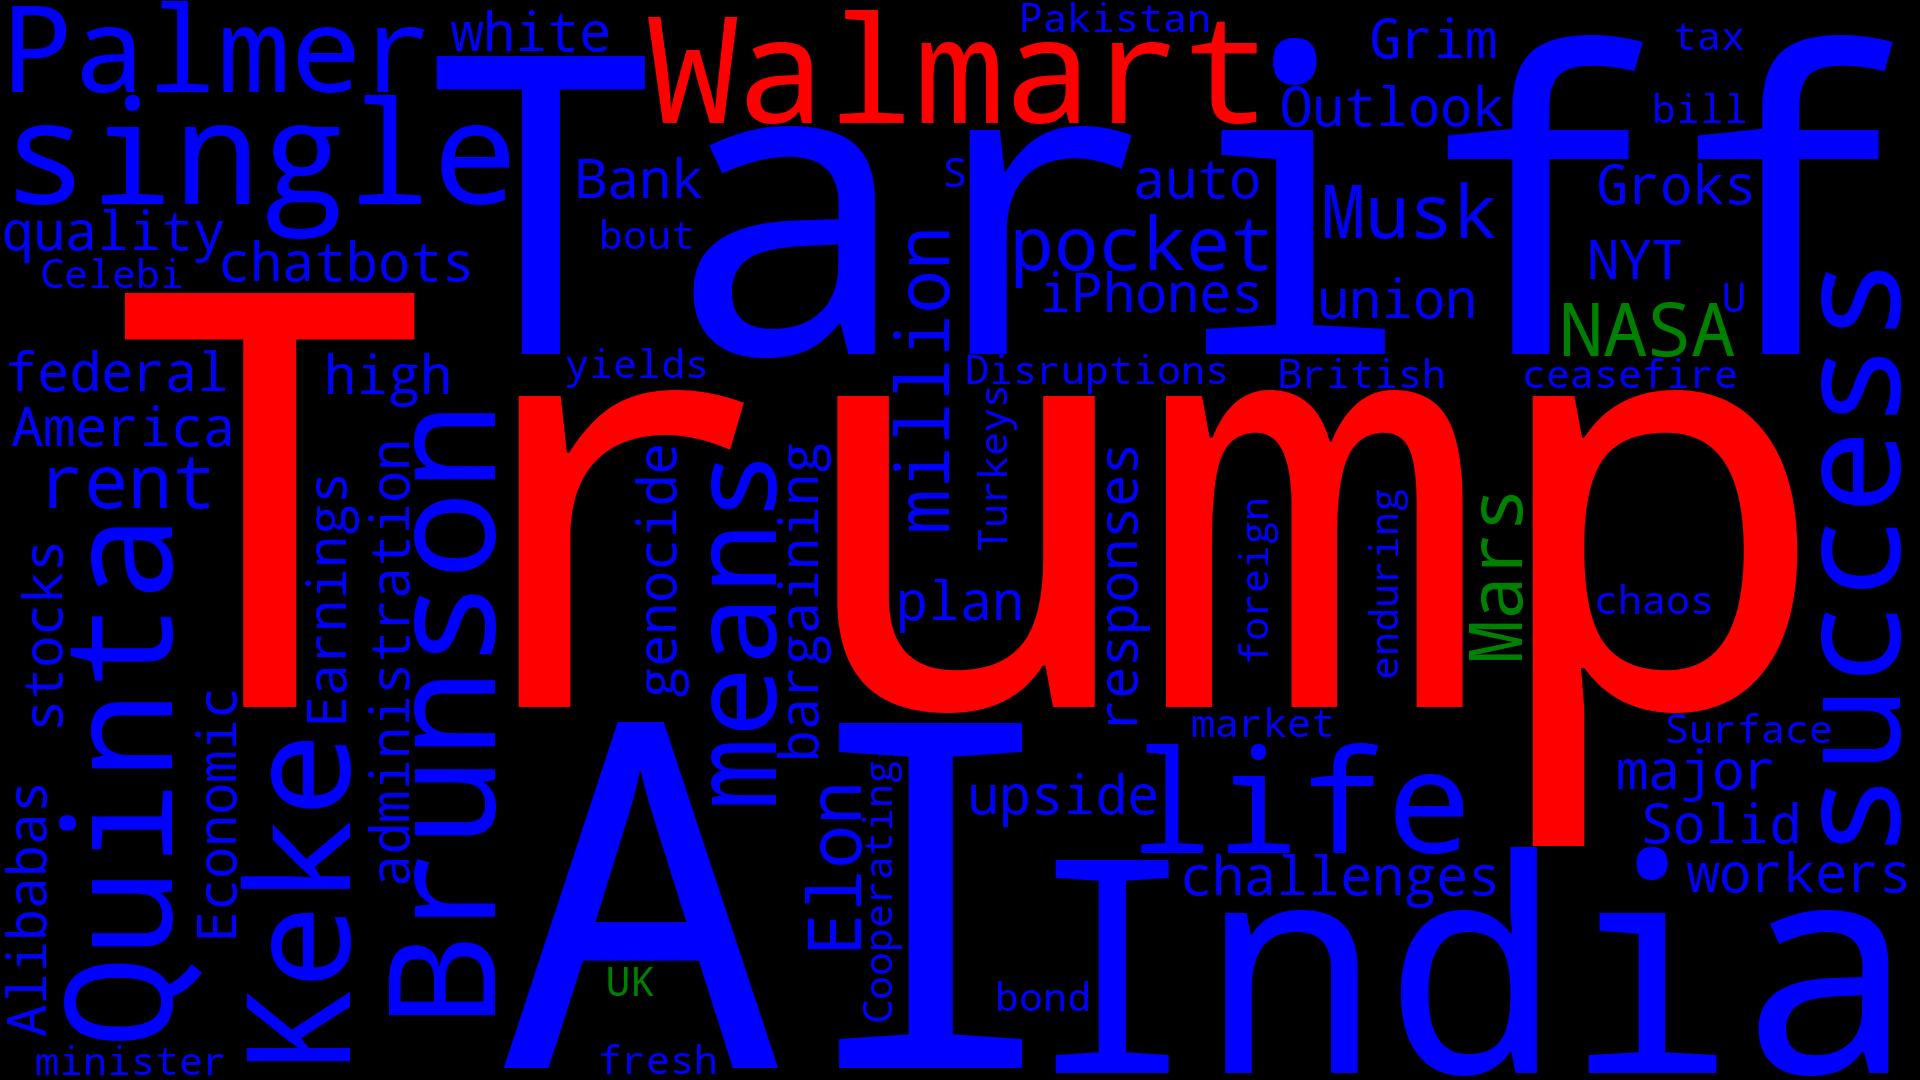 Palmer
white
Walmart
Pakistan
Grim
tax
Tariff
single
Outlook
bill
Bank
S
auto
Musk
Groks
quality
chatbots
bout
pocket
NYT
Celebi
million
iPhones
union
U
NASA
success
Trump
federal
high
yields
Disruptions
British
ceasefire
America
rent
Turkeys
Quinta
stocks
Earnings
administration
Brunson
genocide
means
bargaining
plan
responses
foreign
enduring
Mars
chaos
Economic
Keke
market
Surface
AI
life
upside
major
Alibabas
Elon
Cooperating
Solid
challenges
workers
India
UK
bond
minister
fresh